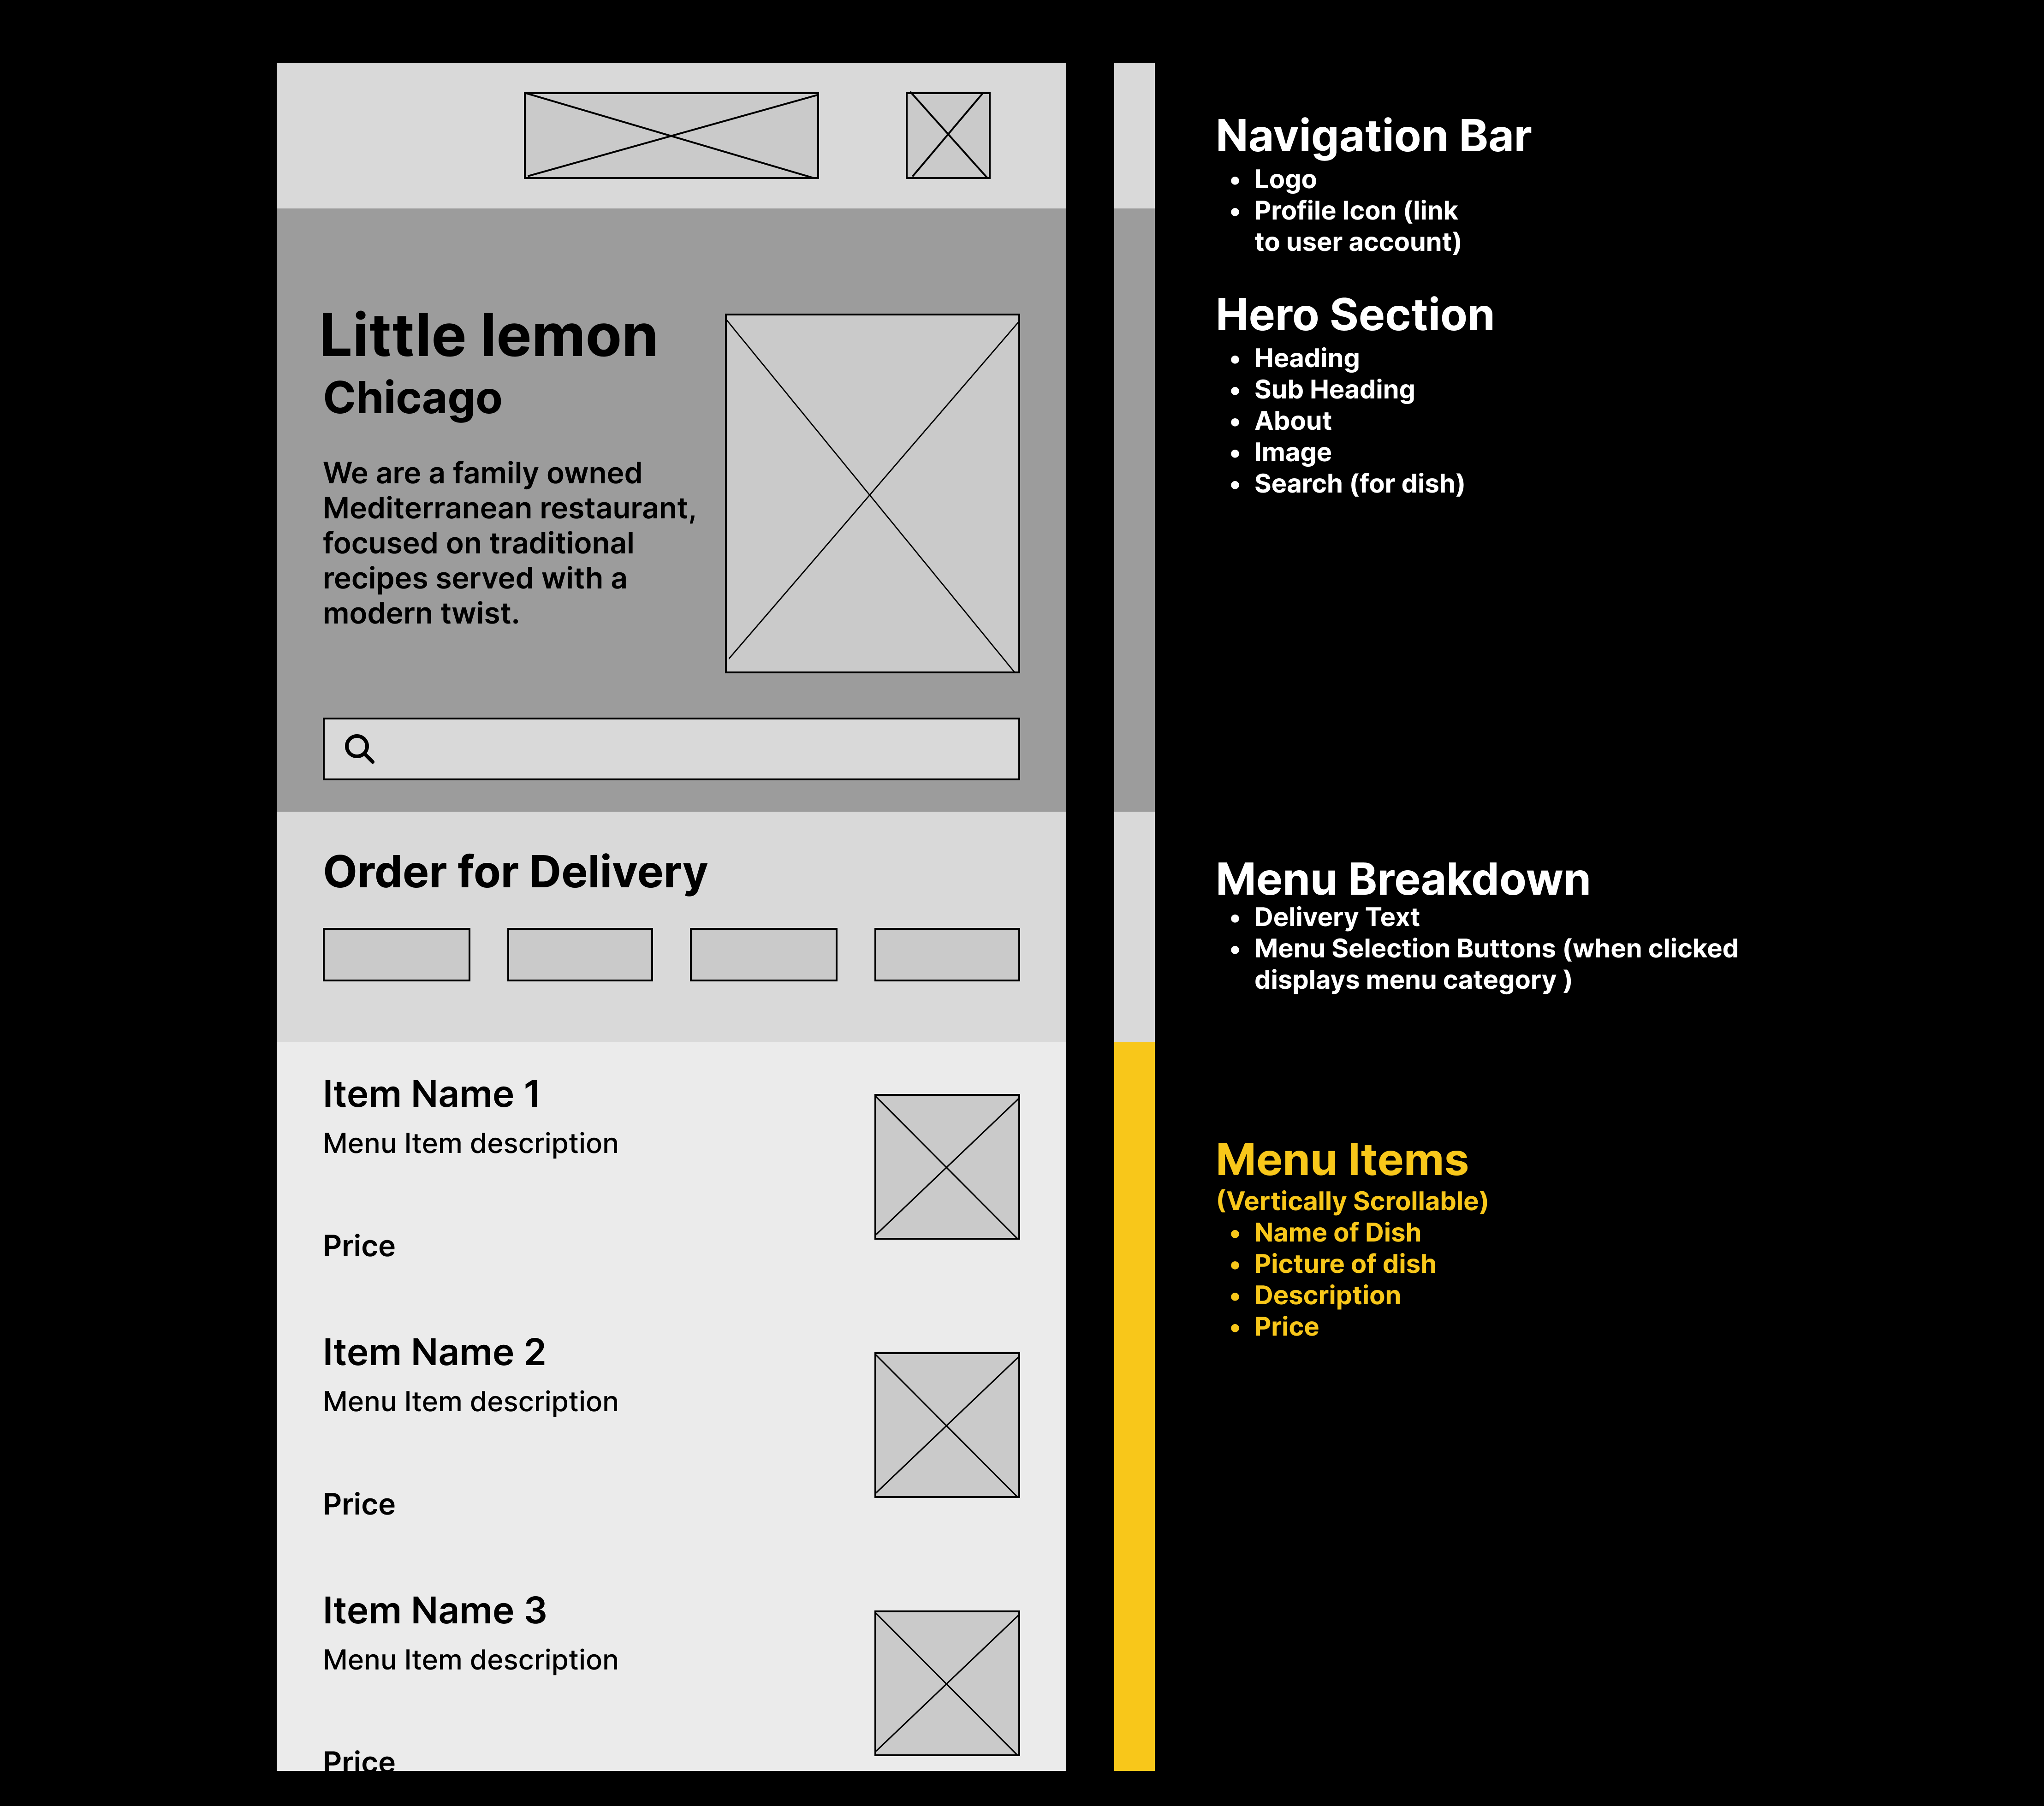 Little lemon
Chicago
We are a family owned
Mediterranean restaurant,
focused on traditional
recipes served with a
modern twist.
Order for Delivery
Item Name 1
Menu Item description
Price
Item Name 2
Menu Item description
Price
Item Name 3
Menu Item description
Price
Navigation Bar
• Logo
• Profile Icon (link
to user account)
Hero Section
• Heading
• Sub Heading
• About
• Image
• Search (for dish)
Menu Breakdown
• Delivery Text
• Menu Selection Buttons (when clicked
displays menu category )
Menu Items
(Vertically Scrollable)
• Name of Dish
• Picture of dish
• Description
• Price